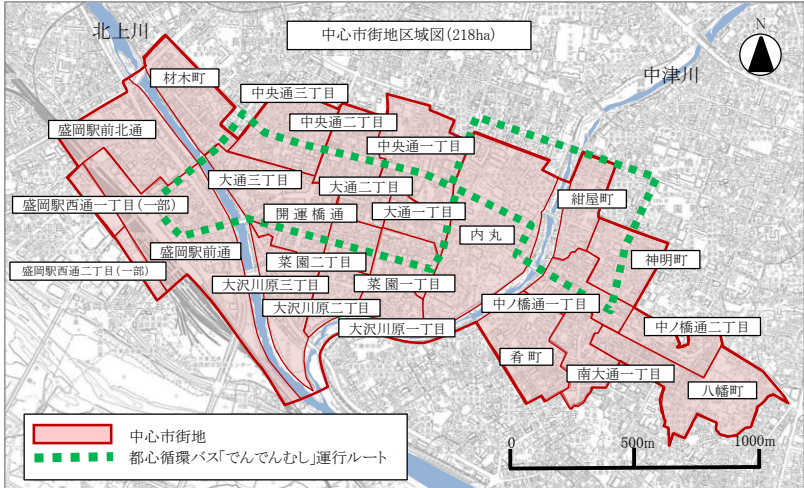 中心市街地区域図(218ha)
N
北上川
中津川
材木町
中央通三丁目
中央通二丁目
中央通一丁目
盛岡駅前北通
大通三丁目
大通二丁目
大通一丁目
紺屋町
盛岡駅西通一丁目(一部)
開運橋通
内丸
盛岡駅前通
神明町
盛岡駅西通二丁目(一部)
菜園二丁目
菜園一丁目
大沢川原三丁目
大沢川原二丁目
大沢川原一丁目
中ノ橋通一丁目
中ノ橋通二丁目
肴町
南大通一丁目
八幡町
中心市街地
都心循環バス「でんでんむし」運行ルート
0
500m
1000m